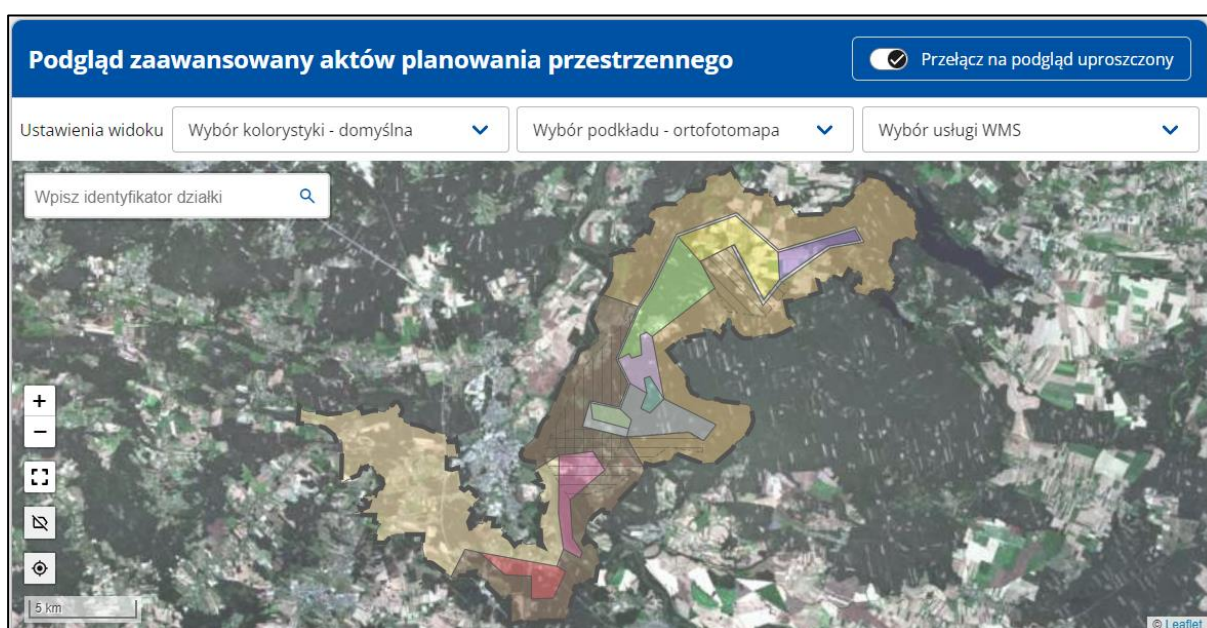 Podgląd zaawansowany aktów planowania przestrzennego
Przełącz na podgląd uproszczony
Ustawienia widoku
Wybór kolorystyki - domyślna
Wybór podkładu - ortofotomapa
Wybór usługi WMS
Wpisz identyfikator działki
+
−
5 km
© Leaflet